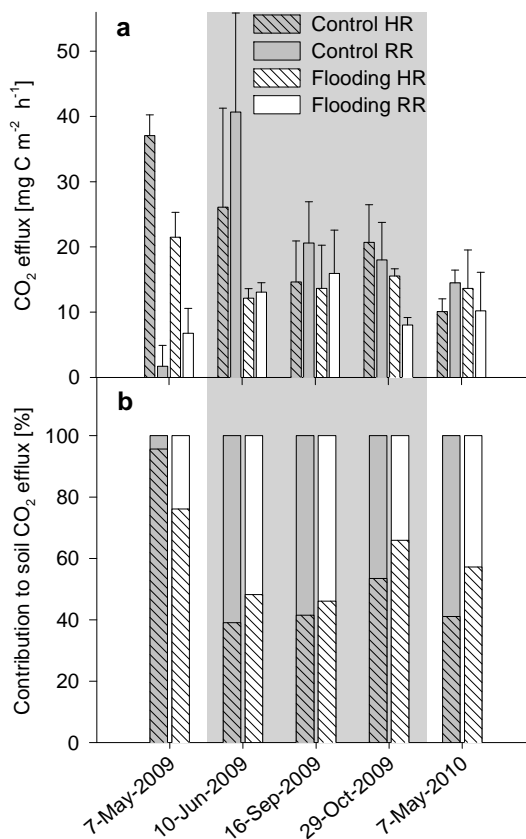 a
Control HR
Control RR
Flooding HR
Flooding RR
CO₂ efflux [mg C m⁻² h⁻¹]
50
40
30
20
10
0
b
Contribution to soil CO₂ efflux [%]
100
80
60
40
20
0
7-May-2009
10-Jun-2009
16-Sep-2009
29-Oct-2009
7-May-2010